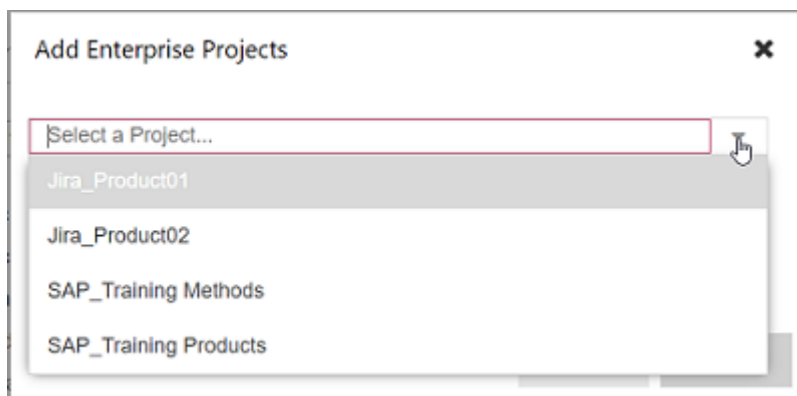 Add Enterprise Projects
Select a Project...
Jira_Product01
Jira_Product02
SAP_Training Methods
SAP_Training Products